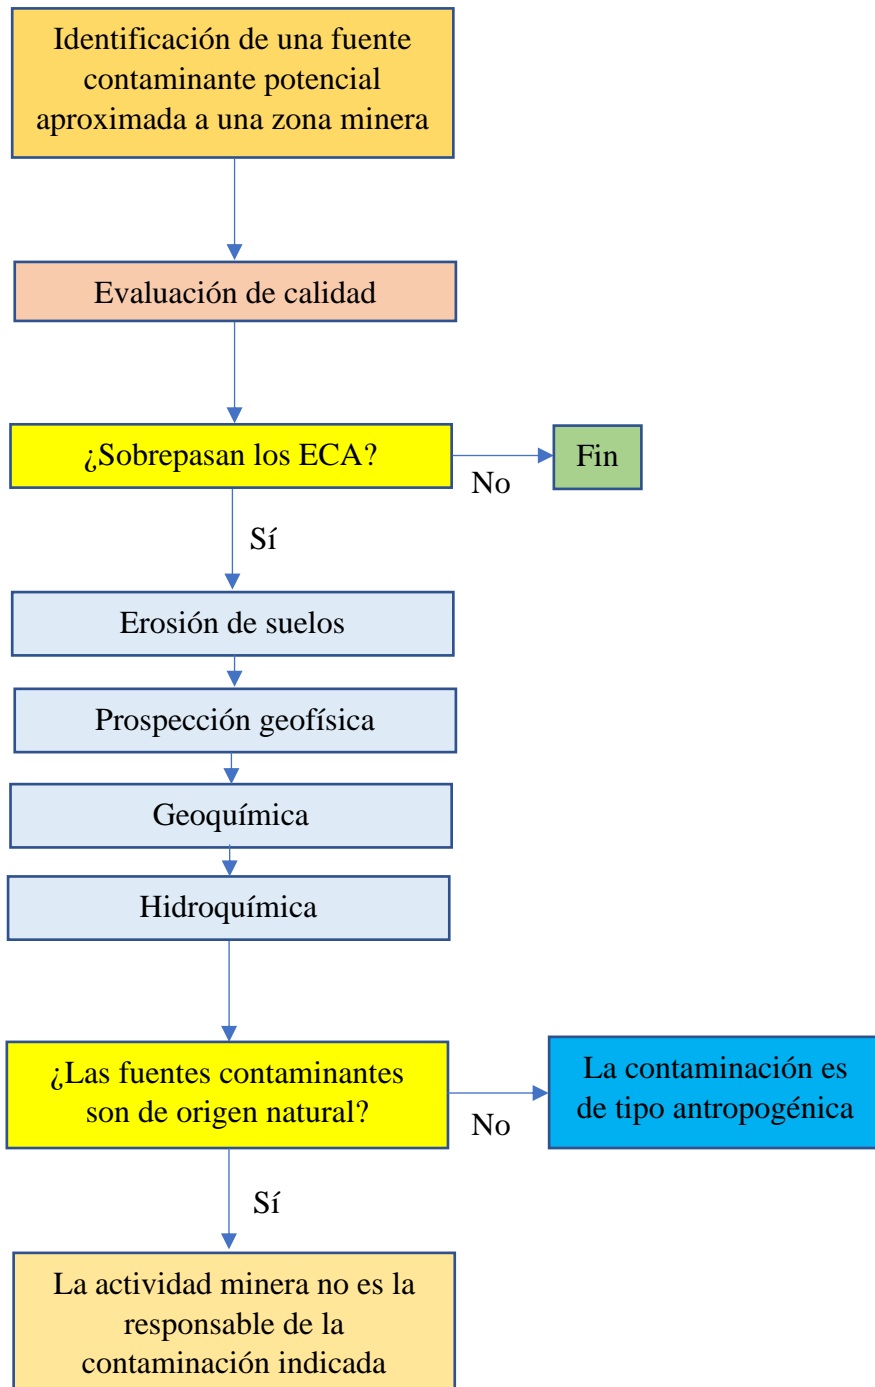 Identificación de una fuente
contaminante potencial
aproximada a una zona minera
Evaluación de calidad
¿Sobrepasan los ECA?
Fin
No
Sí
Erosión de suelos
Prospección geofísica
Geoquímica
Hidroquímica
¿Las fuentes contaminantes
son de origen natural?
La contaminación es
de tipo antropogénica
No
Sí
La actividad minera no es la
responsable de la
contaminación indicada